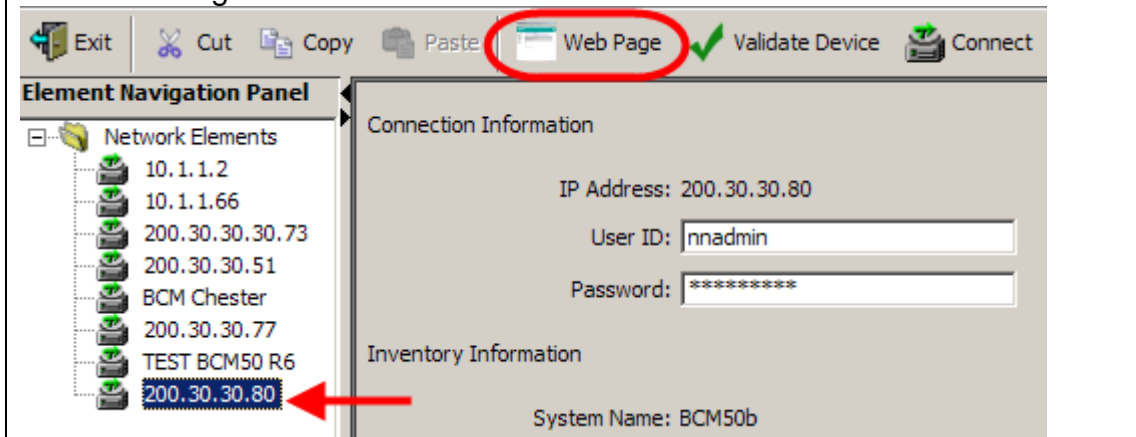 Exit Cut Copy Paste Web Page Validate Device Connect
Element Navigation Panel
Network Elements
10.1.1.2
10.1.1.66
200.30.30.30.73
200.30.30.51
BCM Chester
200.30.30.77
TEST BCM50 R6
200.30.30.80
Connection Information
IP Address: 200.30.30.80
User ID: nnadmin
Password: *********
Inventory Information
System Name: BCM50b